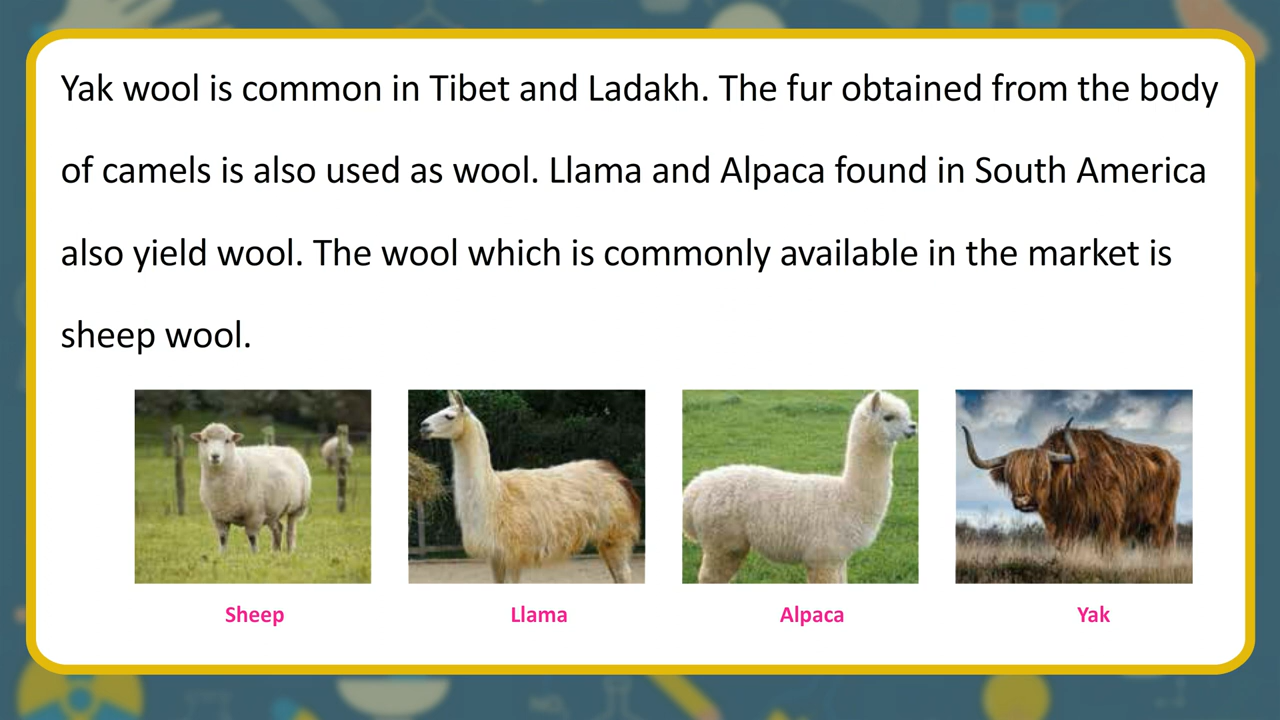 Yak wool is common in Tibet and Ladakh. The fur obtained from the body
of camels is also used as wool. Llama and Alpaca found in South America
also yield wool. The wool which is commonly available in the market is
sheep wool.
Sheep
Llama
Alpaca
Yak